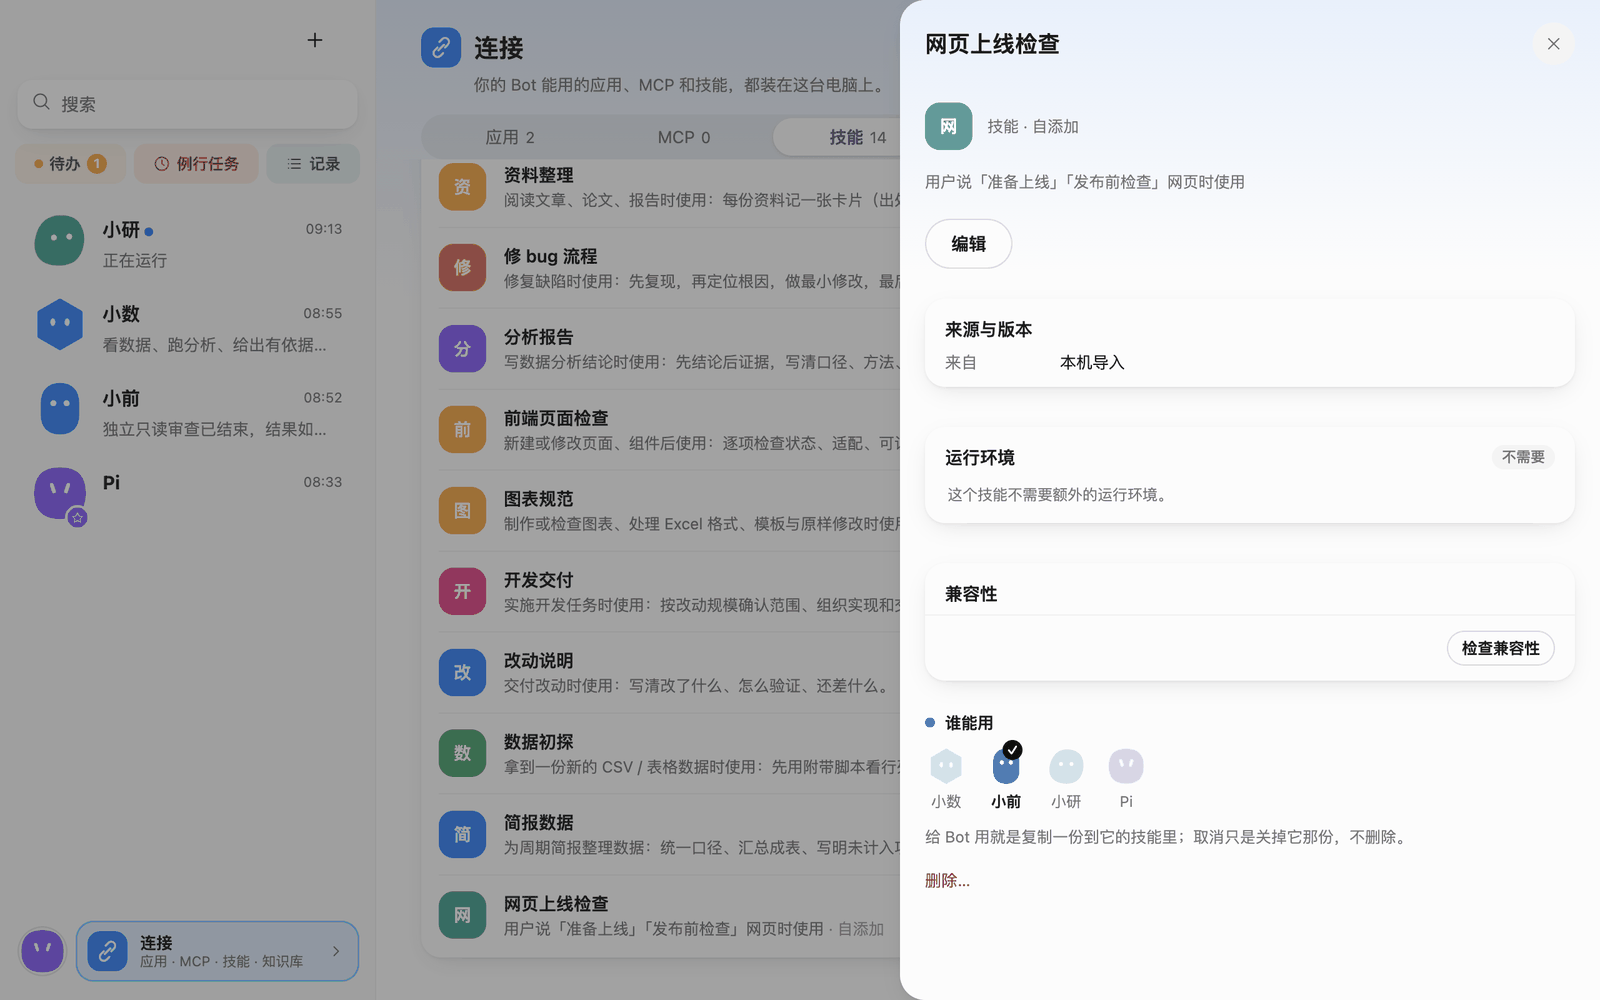 搜索
待办 1
例行任务
记录
小研
09:13
正在运行
小数
08:55
看数据、跑分析、给出有依据...
小前
08:52
独立只读审查已结束，结果如...
Pi
08:33
连接
应用 · MCP · 技能 · 知识库
连接
你的 Bot 能用的应用、MCP 和技能，都装在这台电脑上。
应用 2
MCP 0
技能 14
资
资料整理
阅读文章、论文、报告时使用：每份资料记一张卡片（出处
修
修 bug 流程
修复缺陷时使用：先复现，再定位根因，做最小修改，最后
分
分析报告
写数据分析结论时使用：先结论后证据，写清口径、方法、
前
前端页面检查
新建或修改页面、组件后使用：逐项检查状态、适配、可
图
图表规范
制作或检查图表、处理 Excel 格式、模板与原样修改时使用
开
开发交付
实施开发任务时使用：按改动规模确认范围、组织实现和
改
改动说明
交付改动时使用：写清改了什么、怎么验证、还差什么。
数
数据初探
拿到一份新的 CSV / 表格数据时使用：先用附带脚本看行
简
简报数据
为周期简报整理数据：统一口径、汇总成表、写明未计入
网
网页上线检查
用户说「准备上线」「发布前检查」网页时使用 · 自添加
网页上线检查
网
技能 · 自添加
用户说「准备上线」「发布前检查」网页时使用
编辑
来源与版本
来自
本机导入
运行环境
不需要
这个技能不需要额外的运行环境。
兼容性
检查兼容性
谁能用
小数
小前
小研
Pi
给 Bot 用就是复制一份到它的技能里；取消只是关掉它那份，不删除。
删除...